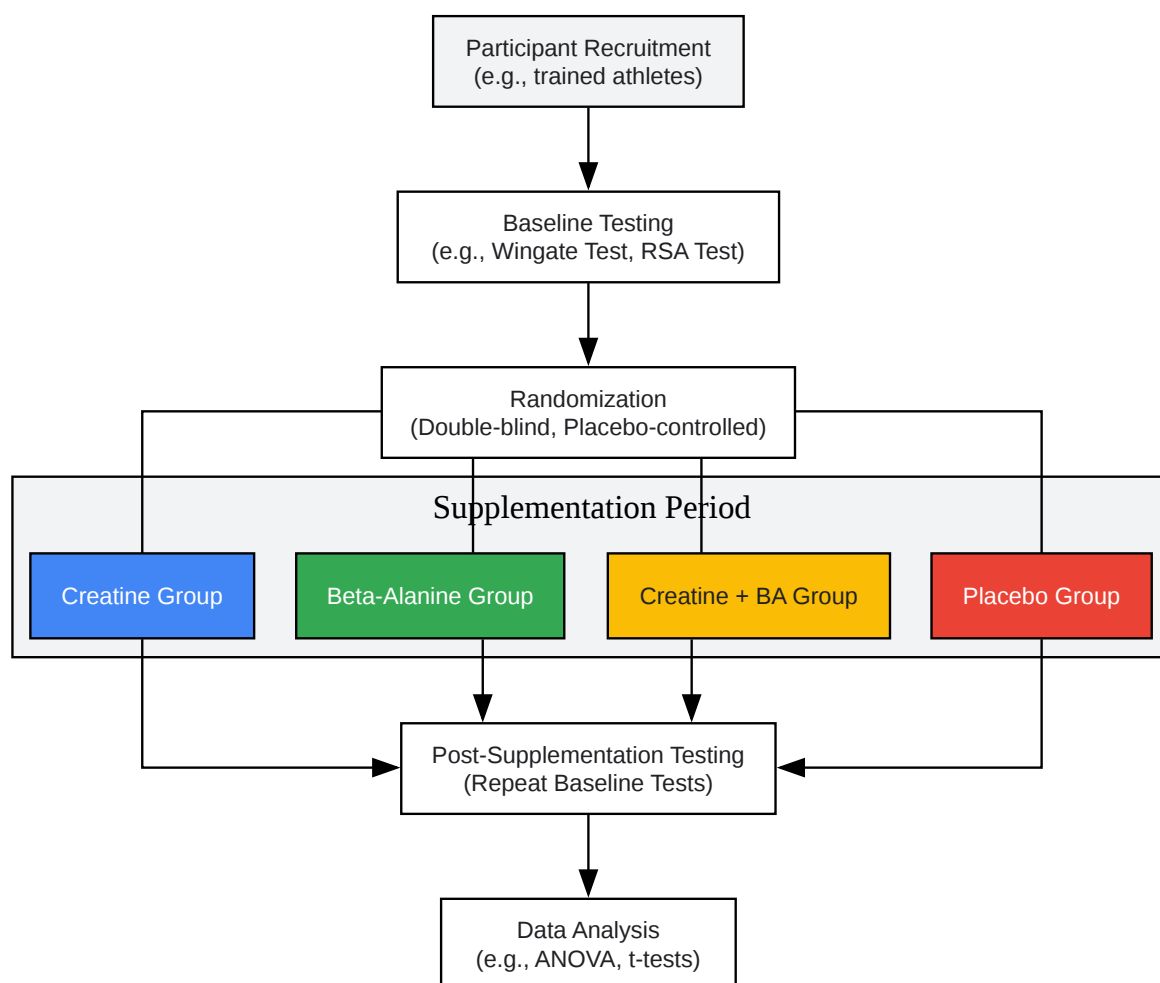 Participant Recruitment
(e.g., trained athletes)
Baseline Testing
(e.g., Wingate Test, RSA Test)
Randomization
(Double-blind, Placebo-controlled)
Supplementation Period
Creatine Group
Beta-Alanine Group
Creatine + BA Group
Placebo Group
Post-Supplementation Testing
(Repeat Baseline Tests)
Data Analysis
(e.g., ANOVA, t-tests)